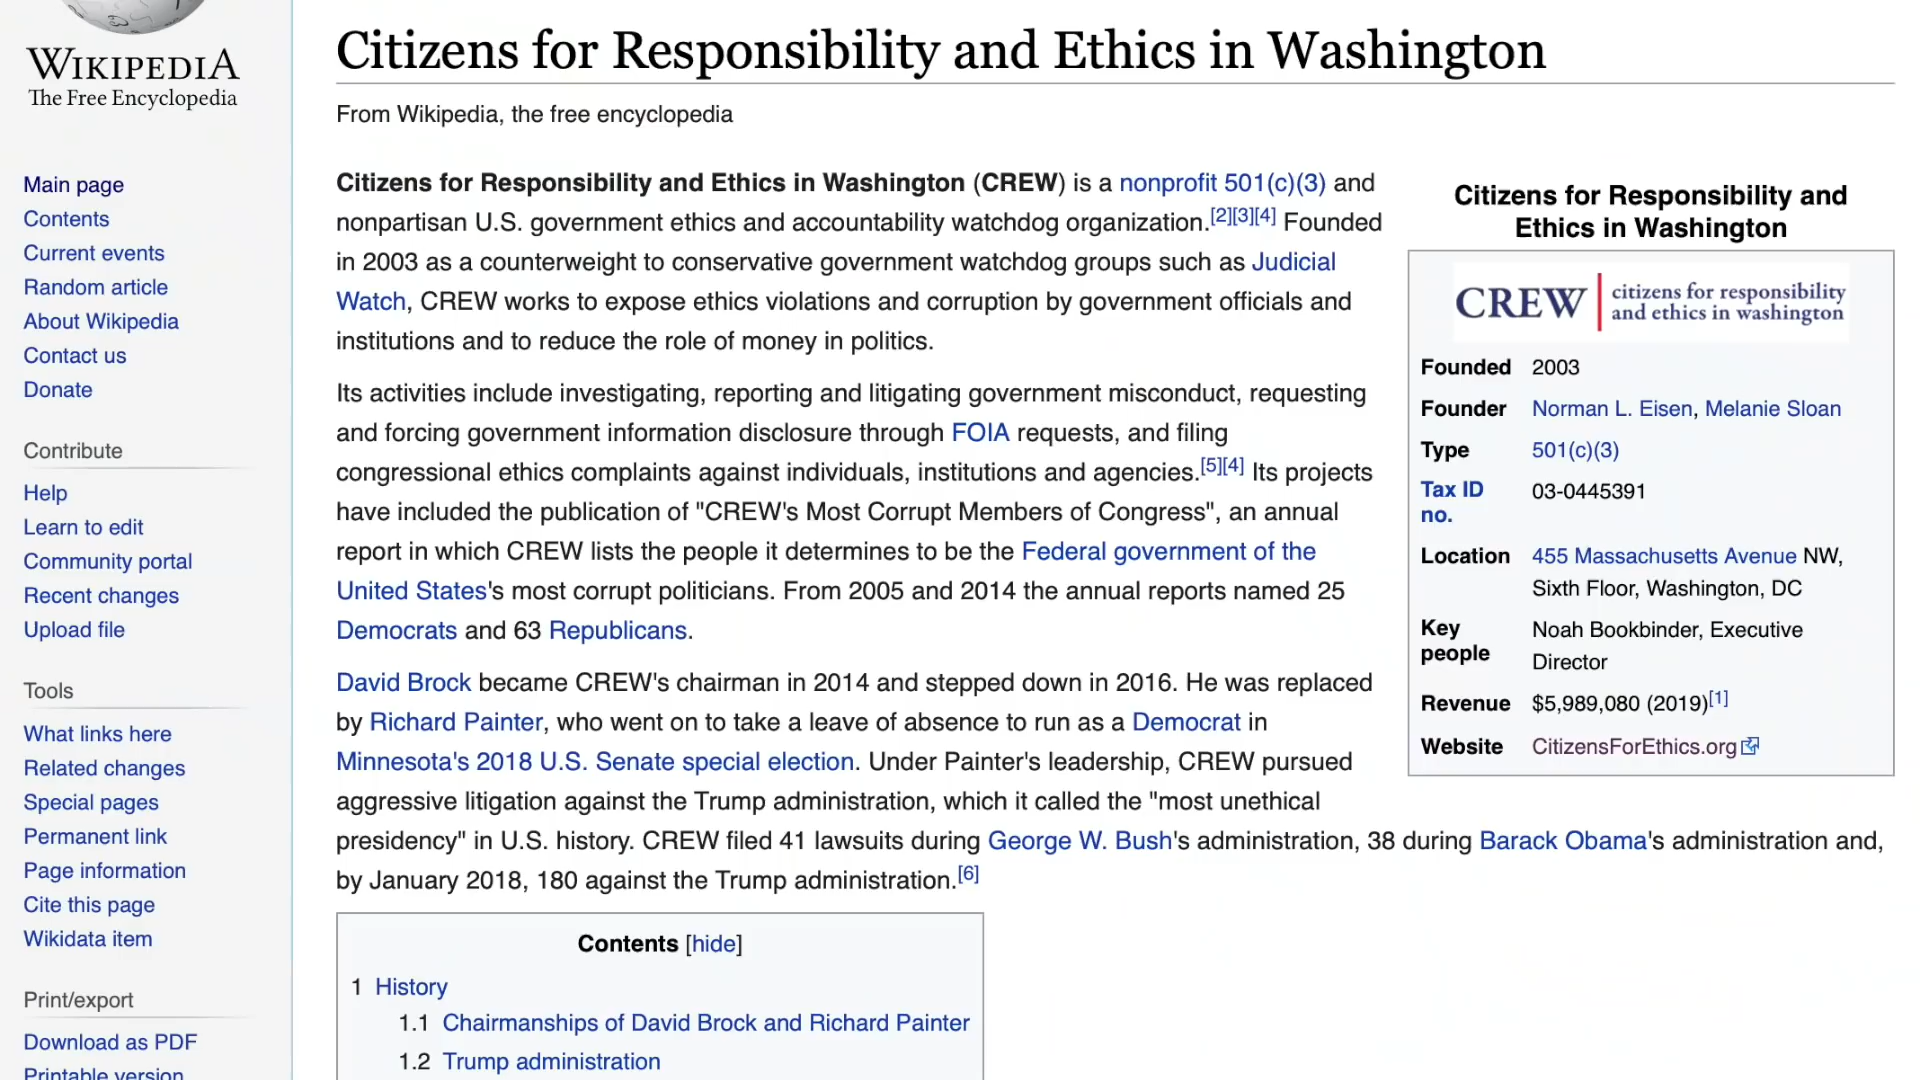 WIKIPEDIA
The Free Encyclopedia
Main page
Contents
Current events
Random article
About Wikipedia
Contact us
Donate
Contribute
Help
Learn to edit
Community portal
Recent changes
Upload file
Tools
What links here
Related changes
Special pages
Permanent link
Page information
Cite this page
Wikidata item
Print/export
Download as PDF
Printable version
Citizens for Responsibility and Ethics in Washington
From Wikipedia, the free encyclopedia
Citizens for Responsibility and Ethics in Washington (CREW) is a nonprofit 501(c)(3) and
nonpartisan U.S. government ethics and accountability watchdog organization.[2][3][4] Founded
in 2003 as a counterweight to conservative government watchdog groups such as Judicial
Watch, CREW works to expose ethics violations and corruption by government officials and
institutions and to reduce the role of money in politics.
Its activities include investigating, reporting and litigating government misconduct, requesting
and forcing government information disclosure through FOIA requests, and filing
congressional ethics complaints against individuals, institutions and agencies.[5][4] Its projects
have included the publication of "CREW's Most Corrupt Members of Congress", an annual
report in which CREW lists the people it determines to be the Federal government of the
United States's most corrupt politicians. From 2005 and 2014 the annual reports named 25
Democrats and 63 Republicans.
David Brock became CREW's chairman in 2014 and stepped down in 2016. He was replaced
by Richard Painter, who went on to take a leave of absence to run as a Democrat in
Minnesota's 2018 U.S. Senate special election. Under Painter's leadership, CREW pursued
aggressive litigation against the Trump administration, which it called the "most unethical
presidency" in U.S. history. CREW filed 41 lawsuits during George W. Bush's administration, 38 during Barack Obama's administration and,
by January 2018, 180 against the Trump administration.[6]
Contents [hide]
1 History
1.1 Chairmanships of David Brock and Richard Painter
1.2 Trump administration
Citizens for Responsibility and
Ethics in Washington
CREW
citizens for responsibility
and ethics in washington
Founded 2003
Founder Norman L. Eisen, Melanie Sloan
Type 501(c)(3)
Tax ID no. 03-0445391
Location 455 Massachusetts Avenue NW,
Sixth Floor, Washington, DC
Key people Noah Bookbinder, Executive
Director
Revenue $5,989,080 (2019)[1]
Website CitizensForEthics.org